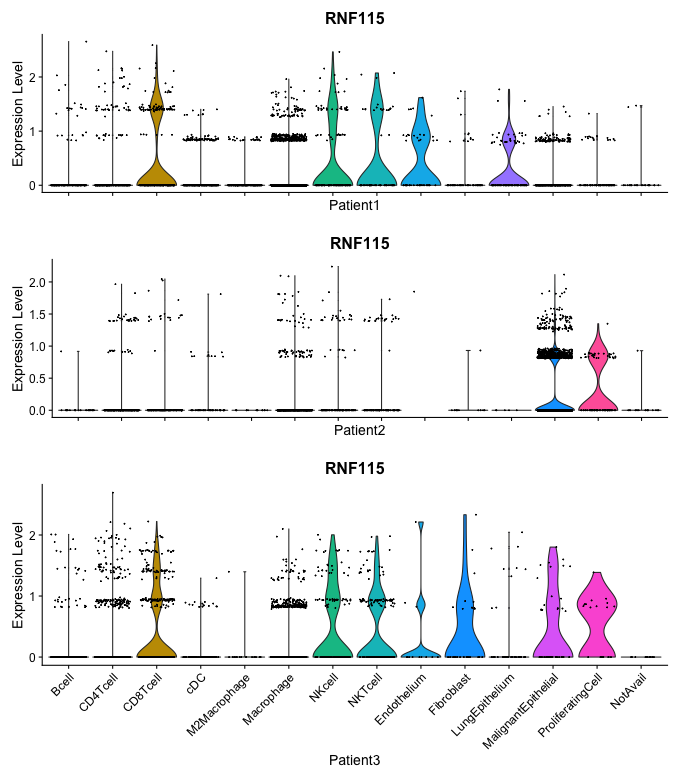 RNF115
Expression Level
2
1
0
Patient1
RNF115
Expression Level
2.0
1.5
1.0
0.5
0.0
Patient2
RNF115
Expression Level
2
1
0
Bcell
CD4Tcell
CD8Tcell
cDC
M2Macrophage
Macrophage
NKcell
NKTcell
Endothelium
Fibroblast
LungEpithelium
MalignantEpithelial
ProliferatingCell
NotAvail
Patient3